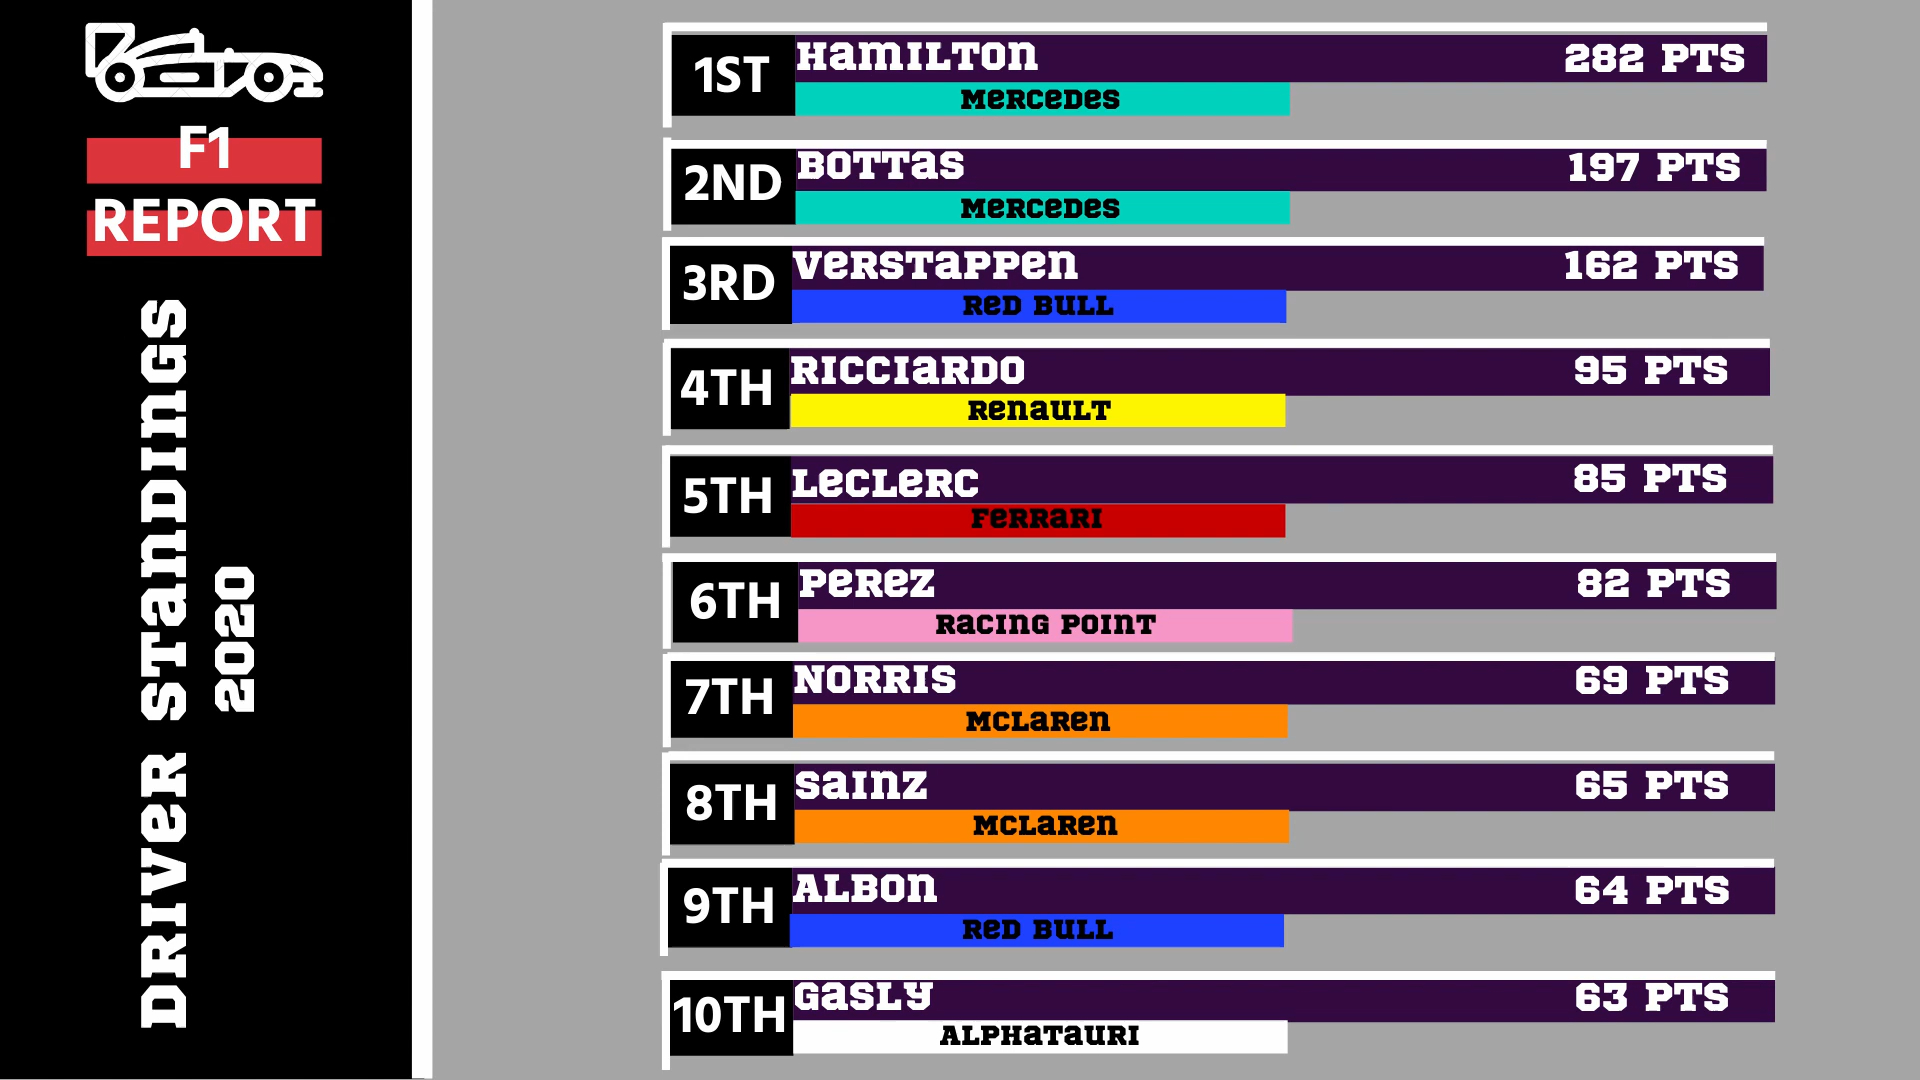 F1
REPORT
DRIVER STANDINGS
2020
1ST
HAMILTON
282 PTS
MERCEDES
2ND
BOTTAS
197 PTS
MERCEDES
3RD
VERSTAPPEN
162 PTS
RED BULL
4TH
RICCIARDO
95 PTS
RENAULT
5TH
LECLERC
85 PTS
FERRARI
6TH
PEREZ
82 PTS
RACING POINT
7TH
NORRIS
69 PTS
MCLAREN
8TH
SAINZ
65 PTS
MCLAREN
9TH
ALBON
64 PTS
RED BULL
10TH
GASLY
63 PTS
ALPHATAURI